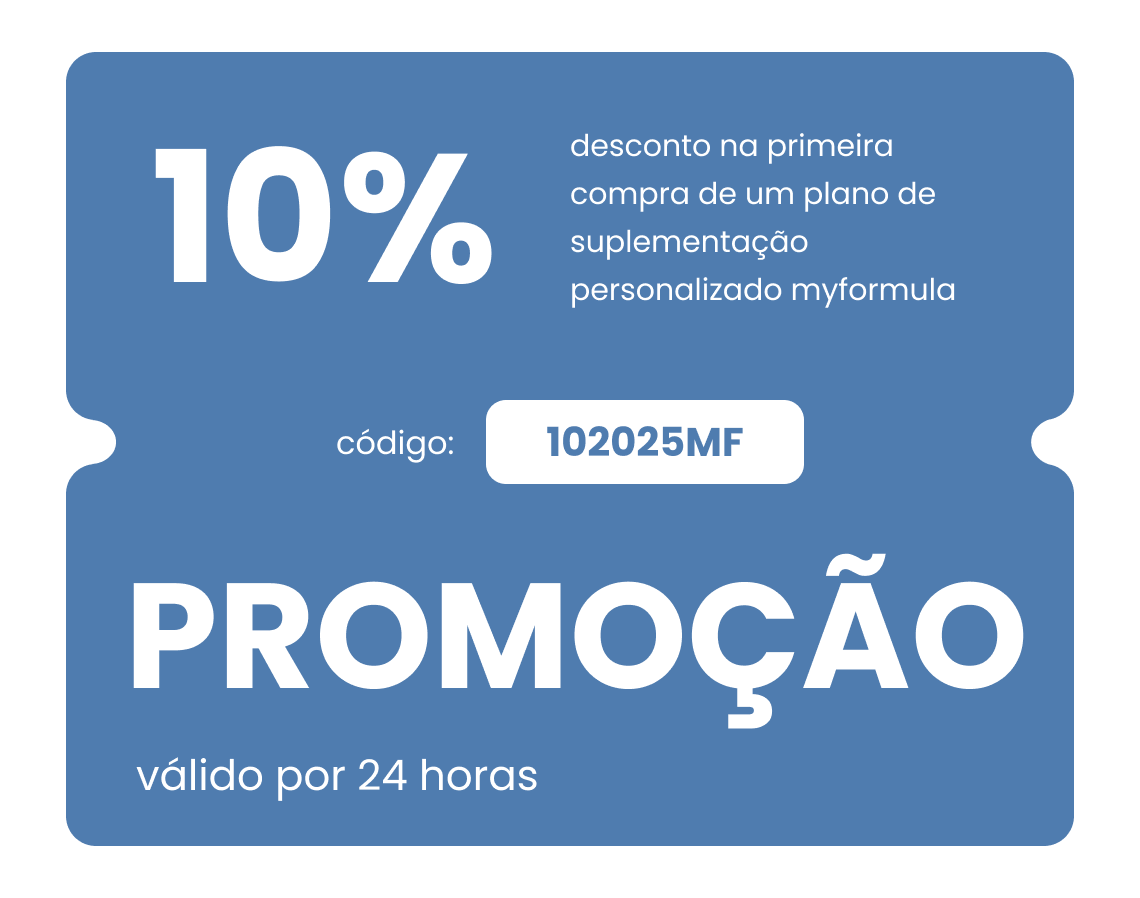 10%
desconto na primeira
compra de um plano de
suplementação
personalizado myformula
código: 102025MF
PROMOÇÃO
válido por 24 horas